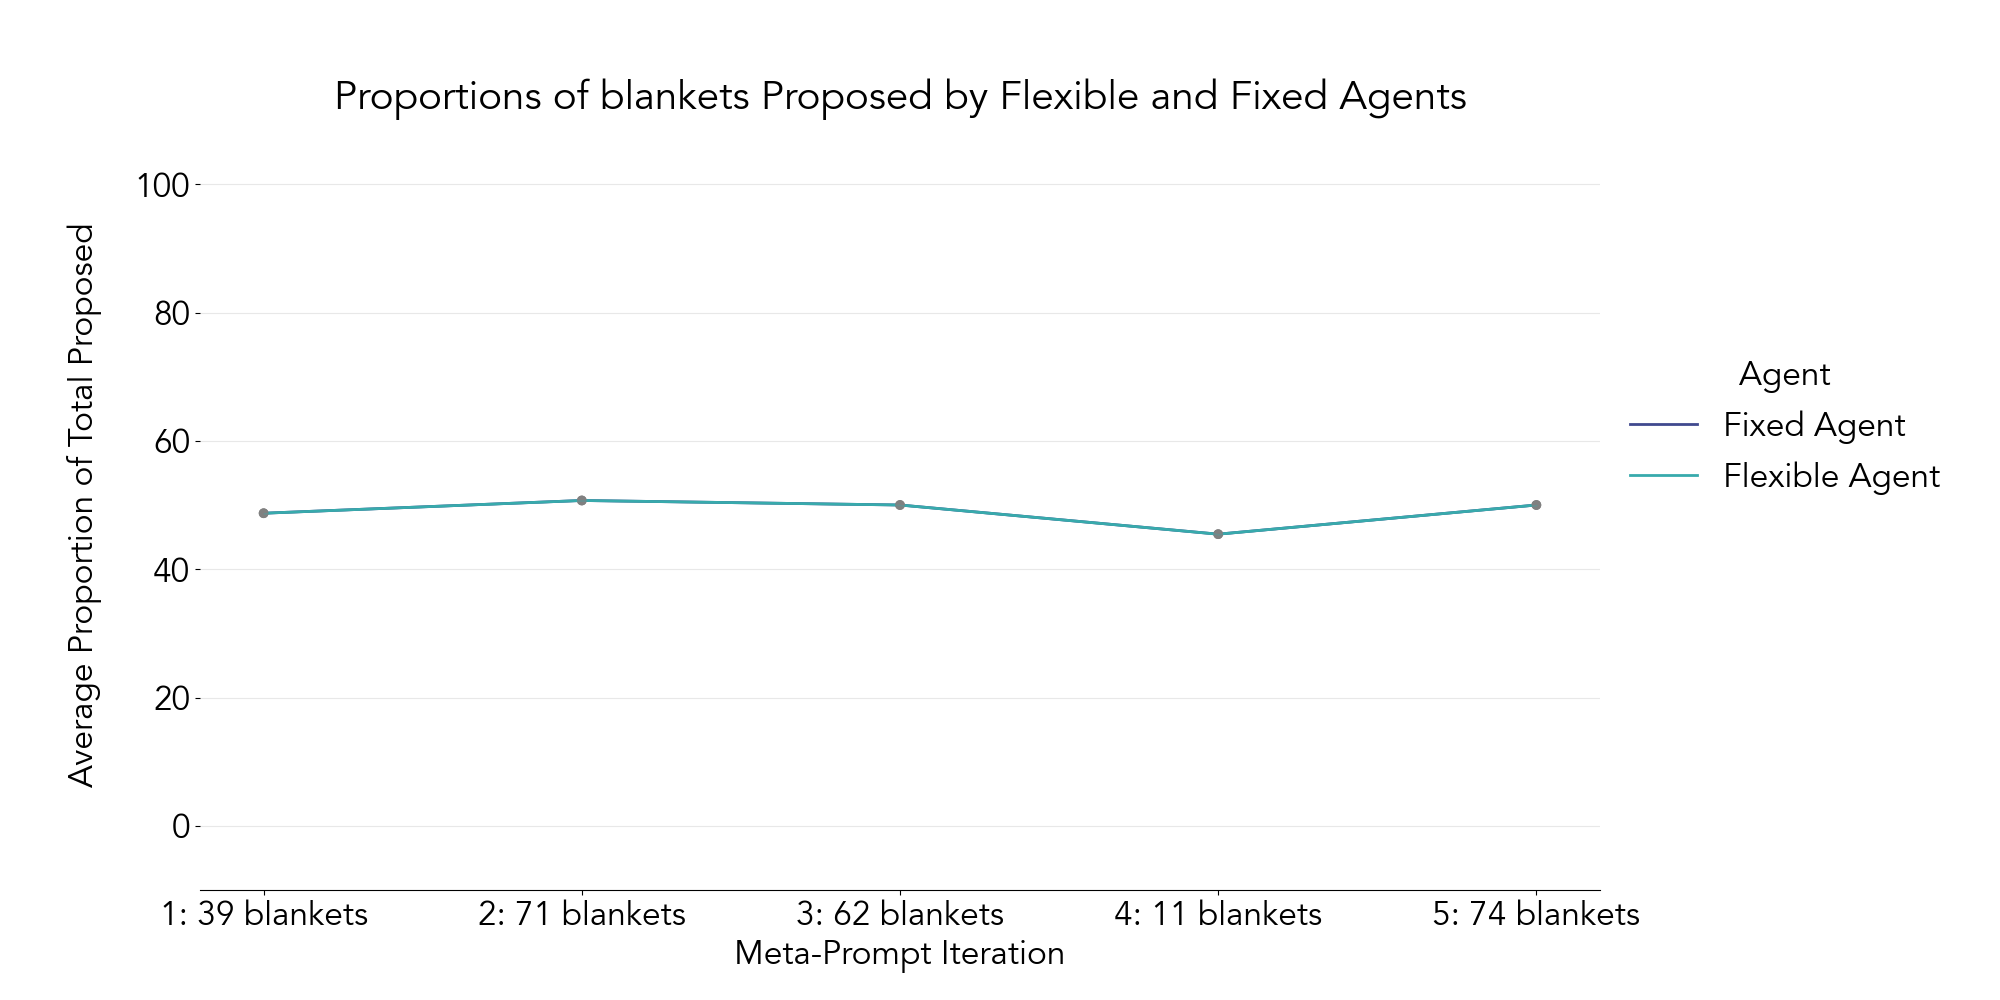 Proportions of blankets Proposed by Flexible and Fixed Agents
Average Proportion of Total Proposed
100
80
60
40
20
0
1: 39 blankets
2: 71 blankets
3: 62 blankets
4: 11 blankets
5: 74 blankets
Meta-Prompt Iteration
Agent
Fixed Agent
Flexible Agent